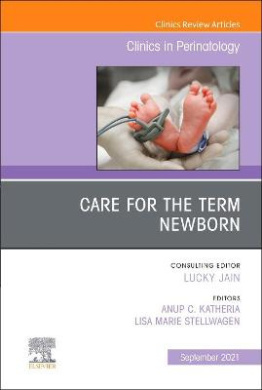 Clinics Review Articles
Clinics in Perinatology
CARE FOR THE TERM
NEWBORN
CONSULTING EDITOR
LUCKY JAIN
EDITORS
ANUP C. KATHERIA
LISA MARIE STELLWAGEN
ELSEVIER
September 2021